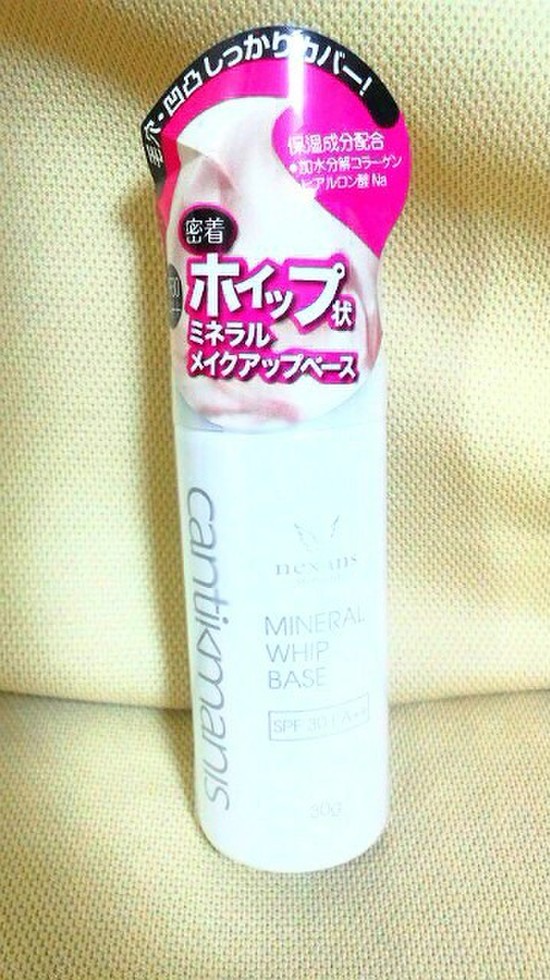 毛穴・凹凸しっかりカバー!
保湿成分配合
●加水分解コラーゲン
ヒアルロン酸Na
密着
ホイップ状
ミネラル
メイクアップベース
cantikmanis
nexans
MINERAL
WHIP
BASE
SPF 30 PA++
30g